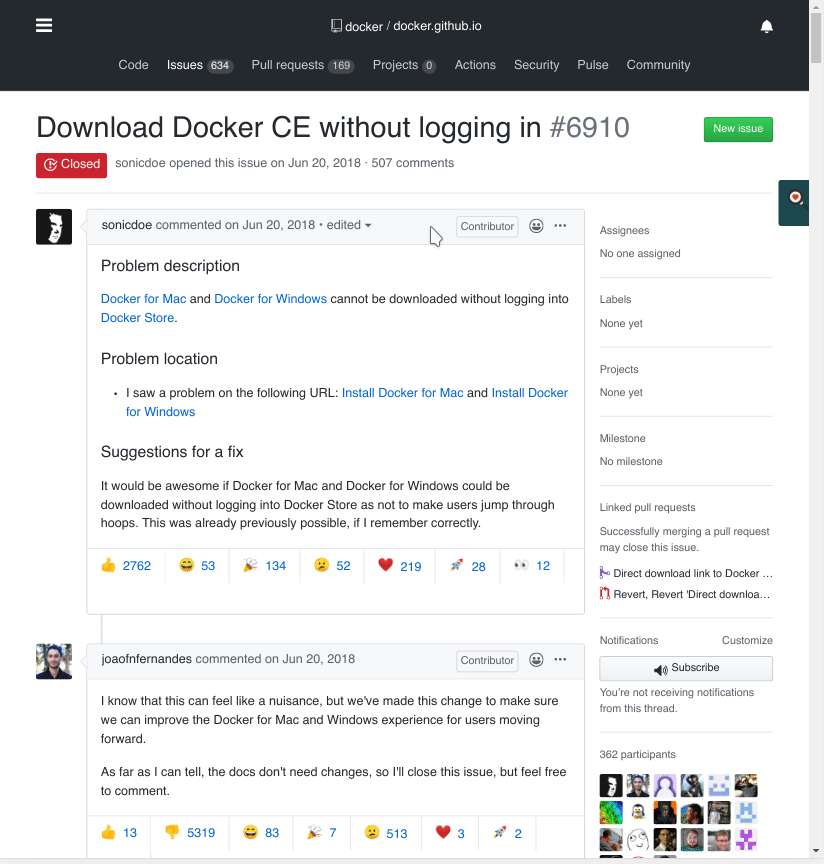 docker / docker.github.io
Code Issues 634 Pull requests 169 Projects 0 Actions Security Pulse Community
Download Docker CE without logging in #6910
New issue
Closed sonicdoe opened this issue on Jun 20, 2018 · 507 comments
sonicdoe commented on Jun 20, 2018 • edited
Contributor
Problem description
Docker for Mac and Docker for Windows cannot be downloaded without logging into
Docker Store.
Problem location
• I saw a problem on the following URL: Install Docker for Mac and Install Docker
for Windows
Suggestions for a fix
It would be awesome if Docker for Mac and Docker for Windows could be
downloaded without logging into Docker Store as not to make users jump through
hoops. This was already previously possible, if I remember correctly.
👍 2762 😄 53 🎉 134 😕 52 ❤️ 219 🚀 28 👀 12
joaofnfernandes commented on Jun 20, 2018
Contributor
I know that this can feel like a nuisance, but we've made this change to make sure
we can improve the Docker for Mac and Windows experience for users moving
forward.
As far as I can tell, the docs don't need changes, so I'll close this issue, but feel free
to comment.
👍 13 👎 5319 😄 83 🎉 7 😕 513 ❤️ 3 🚀 2
Assignees
No one assigned
Labels
None yet
Projects
None yet
Milestone
No milestone
Linked pull requests
Successfully merging a pull request
may close this issue.
Direct download link to Docker ...
Revert, Revert 'Direct downloa...
Notifications Customize
Subscribe
You're not receiving notifications
from this thread.
362 participants